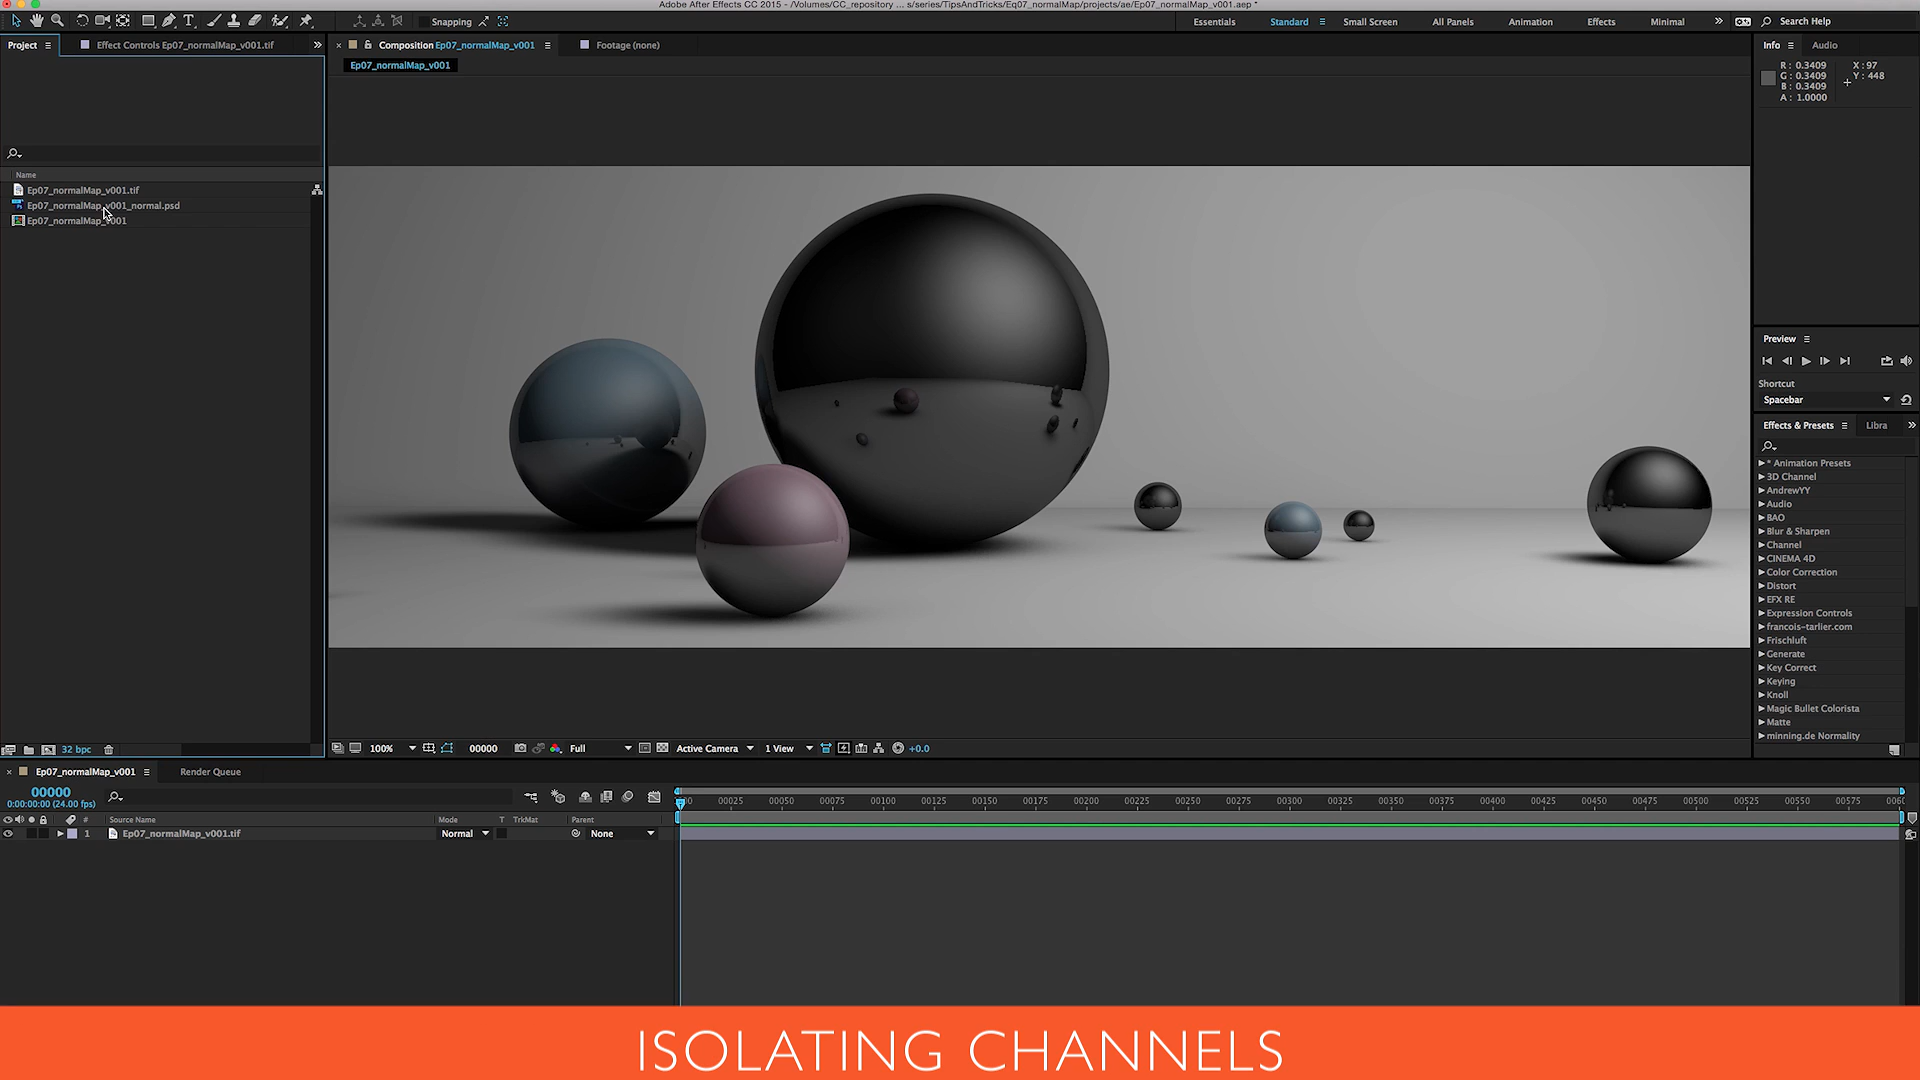 Adobe After Effects CC 2015 - /Volumes/CC_repository ... s/series/TipsAndTricks/Eq07_normalMap/projects/ae/Ep07_normalMap_v001.aep *
Snapping
Essentials
Standard
Small Screen
All Panels
Animation
Effects
Minimal
Search Help
Project
Effect Controls Ep07_normalMap_v001.tif
Composition Ep07_normalMap_v001
Footage (none)
Ep07_normalMap_v001
Info
Audio
R : 0.3409
G : 0.3409
B : 0.3409
A : 1.0000
X : 97
Y : 448
Name
Ep07_normalMap_v001.tif
Ep07_normalMap_v001_normal.psd
Ep07_normalMap_v001
Preview
Shortcut
Spacebar
Effects & Presets
Libra
* Animation Presets
3D Channel
AndrewYY
Audio
BAO
Blur & Sharpen
Channel
CINEMA 4D
Color Correction
Distort
EFX RE
Expression Controls
francois-tarlier.com
Frischluft
Generate
Key Correct
Keying
Knoll
Magic Bullet Colorista
Matte
minning.de Normality
32 bpc
100%
00000
Full
Active Camera
1 View
+0.0
Ep07_normalMap_v001
Render Queue
00000
0:00:00:00 (24.00 fps)
# Source Name Mode T TrkMat Parent
1 Ep07_normalMap_v001.tif Normal None
00025 00050 00075 00100 00125 00150 00175 00200 00225 00250 00275 00300 00325 00350 00375 00400 00425 00450 00475 00500 00525 00550 00575
ISOLATING CHANNELS